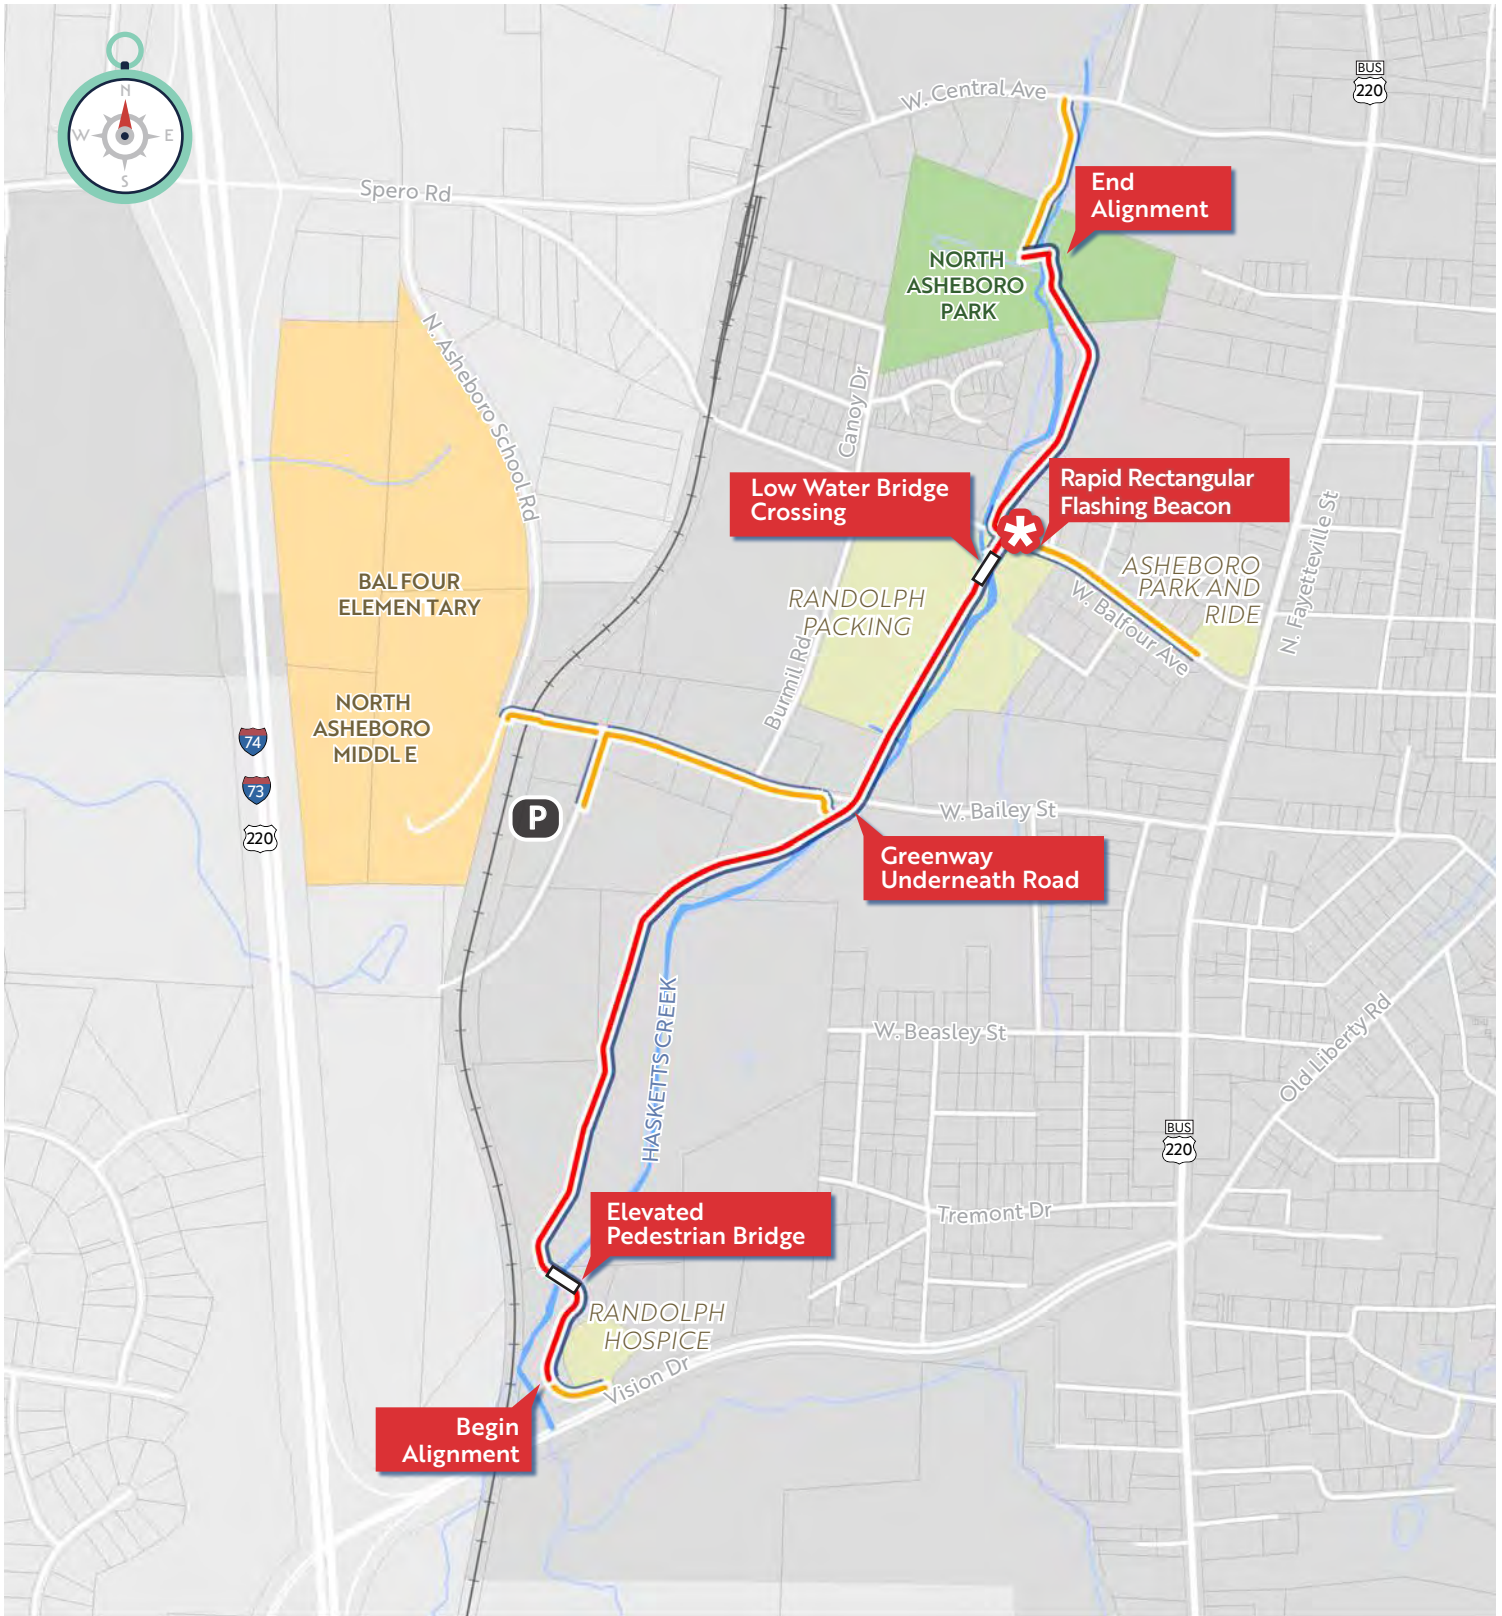 N
W
E
S
BUS
220
W. Central Ave
Spero Rd
End
Alignment
NORTH
ASHEBORO
PARK
N. Asheboro School Rd
Canoy Dr
Low Water Bridge
Crossing
Rapid Rectangular
Flashing Beacon
*
N. Fayetteville St
ASHEBORO
PARK AND
RIDE
W. Balfour Ave
BALFOUR
ELEMENTARY
RANDOLPH
PACKING
Burmil Rd
NORTH
ASHEBORO
MIDDLE
74
73
220
P
W. Bailey St
Greenway
Underneath Road
HASKETTS CREEK
W. Beasley St
Old Liberty Rd
BUS
220
Tremont Dr
Elevated
Pedestrian Bridge
RANDOLPH
HOSPICE
Vision Dr
Begin
Alignment